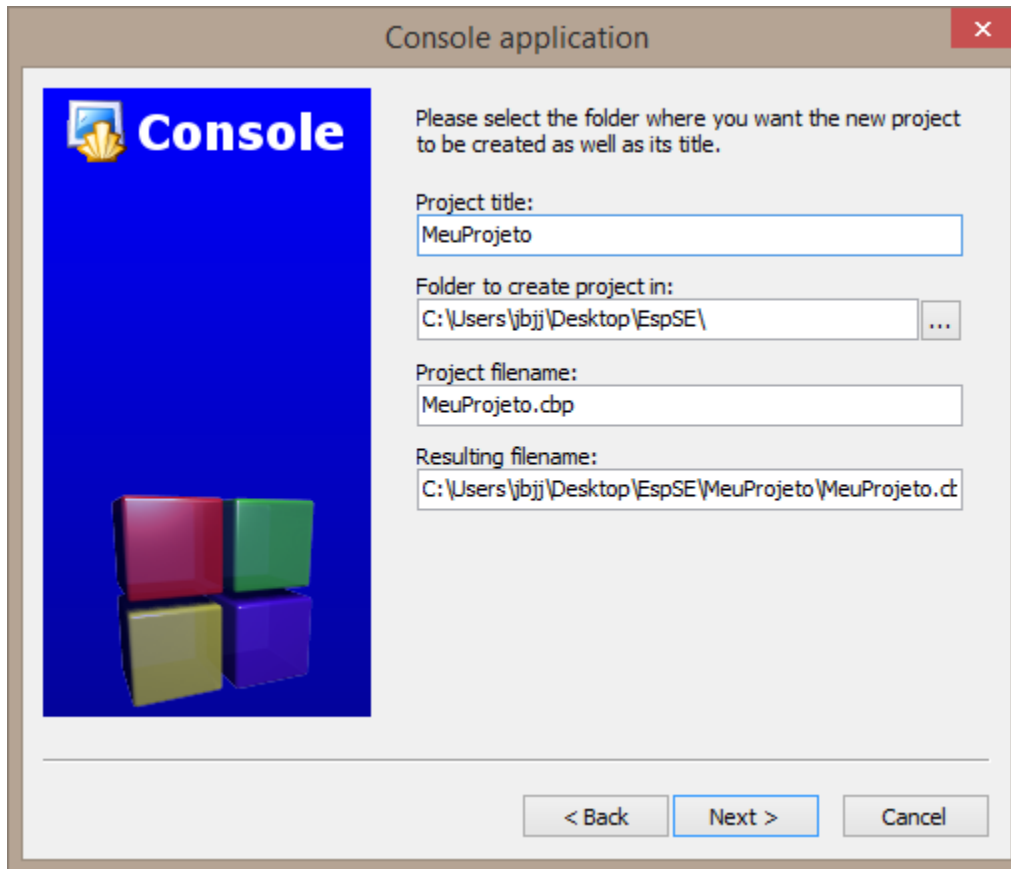 Console application
Console
Please select the folder where you want the new project
to be created as well as its title.
Project title:
MeuProjeto
Folder to create project in:
C:\Users\jbjj\Desktop\EspSE\
...
Project filename:
MeuProjeto.cbp
Resulting filename:
C:\Users\jbjj\Desktop\EspSE\MeuProjeto\MeuProjeto.cb
< Back
Next >
Cancel